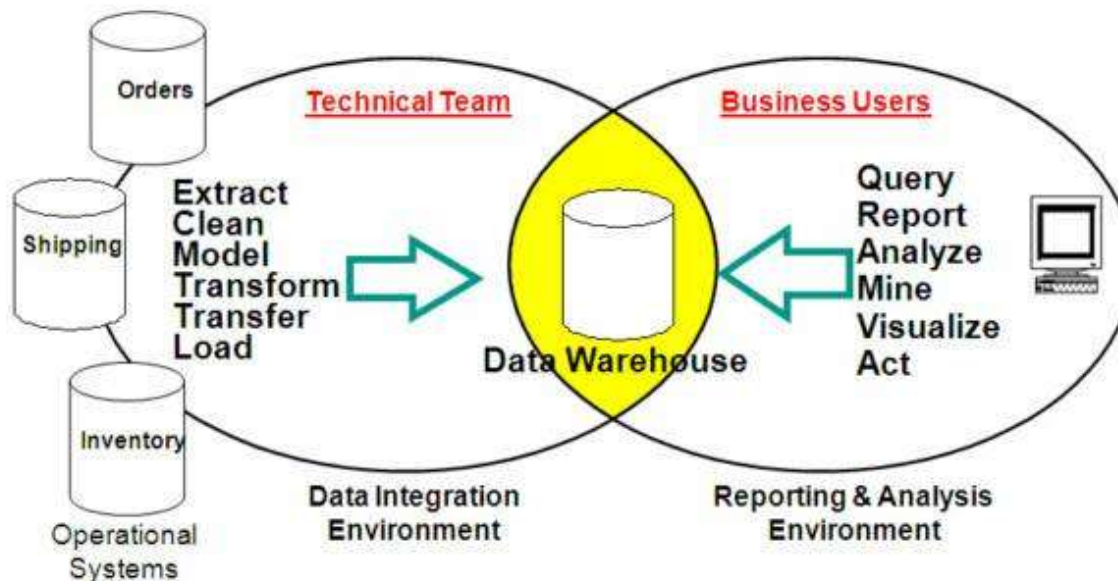 Orders
Shipping
Inventory
Operational
Systems
Technical Team
Extract
Clean
Model
Transform
Transfer
Load
Data Integration
Environment
Data Warehouse
Business Users
Query
Report
Analyze
Mine
Visualize
Act
Reporting & Analysis
Environment